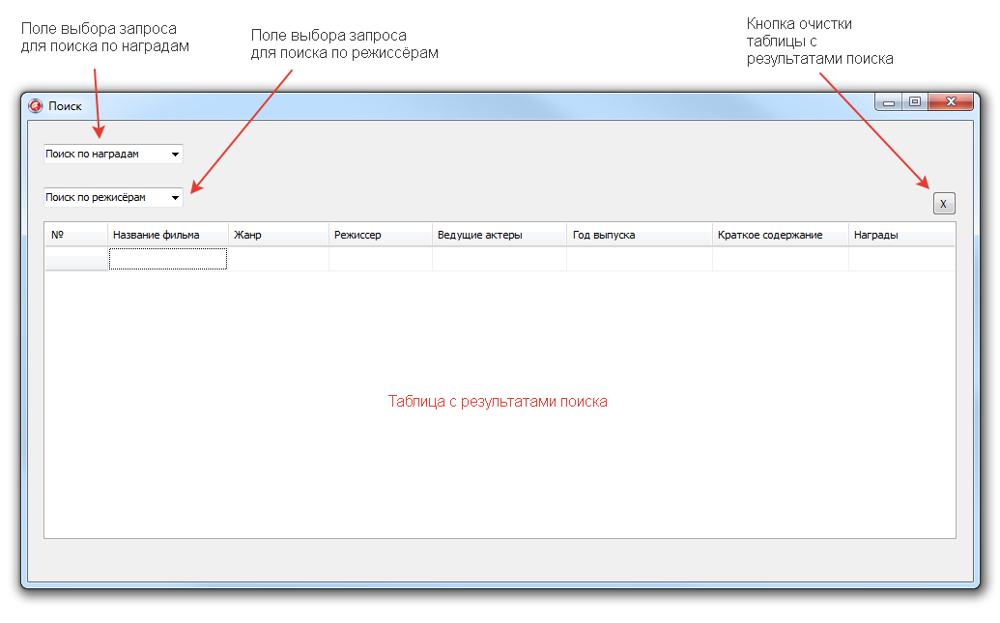 Поле выбора запроса
для поиска по наградам
Поле выбора запроса
для поиска по режиссёрам
Кнопка очистки
таблицы с
результатами поиска
Поиск
Поиск по наградам
Поиск по режисёрам
X
№ Название фильма Жанр Режиссер Ведущие актеры Год выпуска Краткое содержание Награды
Таблица с результатами поиска